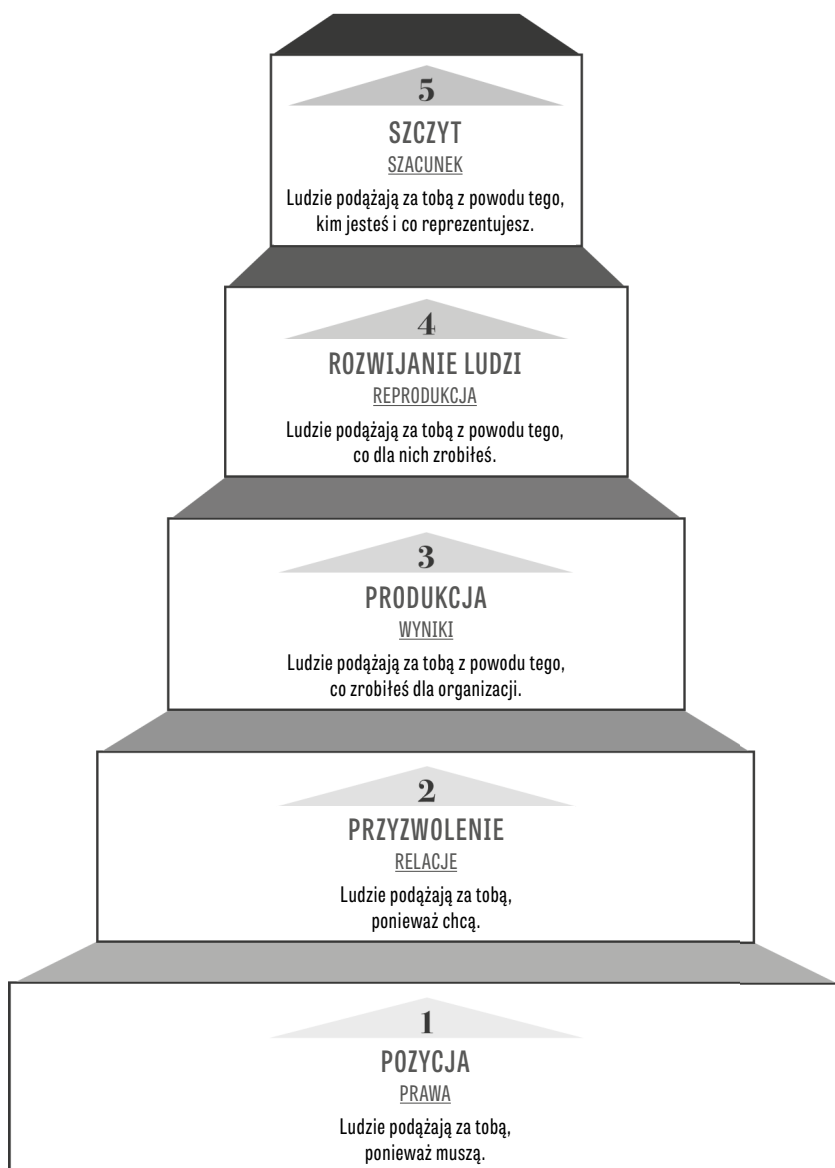 5
SZCZYT
SZACUNEK
Ludzie podążają za tobą z powodu tego,
kim jesteś i co reprezentujesz.
4
ROZWIJANIE LUDZI
REPRODUKCJA
Ludzie podążają za tobą z powodu tego,
co dla nich zrobiłeś.
3
PRODUKCJA
WYNIKI
Ludzie podążają za tobą z powodu tego,
co zrobiłeś dla organizacji.
2
PRZYZWOLENIE
RELACJE
Ludzie podążają za tobą,
ponieważ chcą.
1
POZYCJA
PRAWA
Ludzie podążają za tobą,
ponieważ muszą.